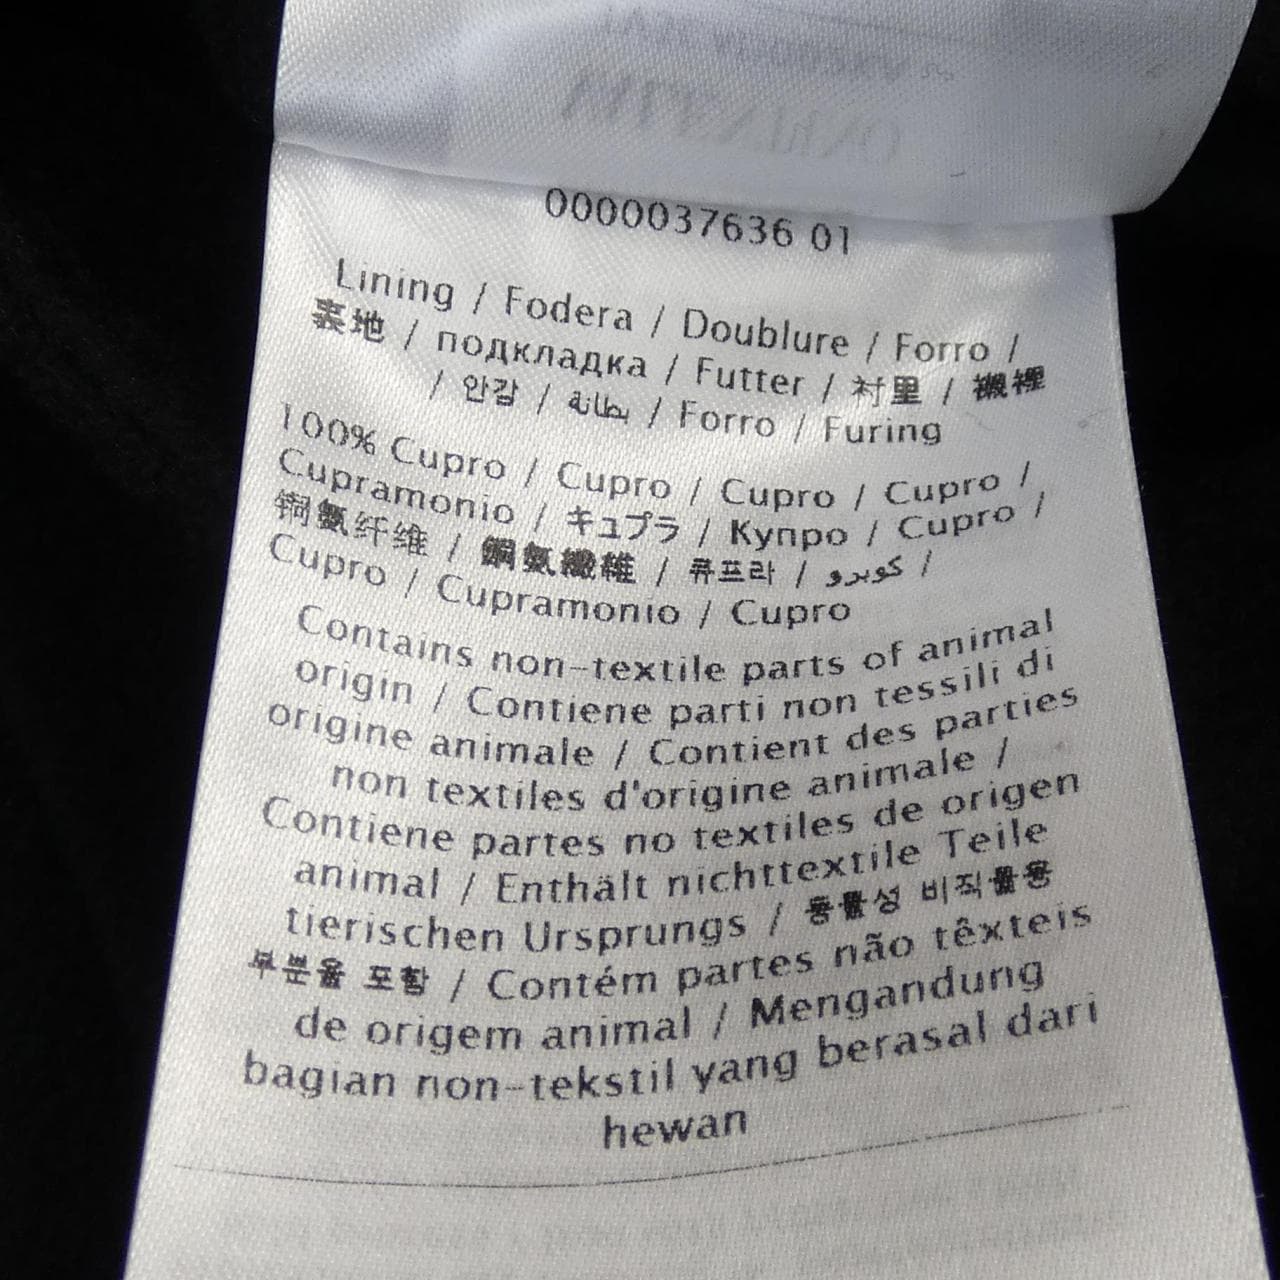 0000037636 01
Lining / Fodera / Doublure / Forro /
裏地 / подкладка / Futter / 衬里 / 襯裡
/ 안감 / بطانة / Forro / Furing
100% Cupro / Cupro / Cupro / Cupro /
Cupramonio / キュプラ / Купро / Cupro /
铜氨纤维 / 銅氨纖維 / 큐프라 / كوبرو /
Cupro / Cupramonio / Cupro
Contains non-textile parts of animal
origin / Contiene parti non tessili di
origine animale / Contient des parties
non textiles d'origine animale /
Contiene partes no textiles de origen
animal / Enthält nichttextile Teile
tierischen Ursprungs / 동물성 비직물용
부분을 포함 / Contém partes não têxteis
de origem animal / Mengandung
bagian non-tekstil yang berasal dari
hewan